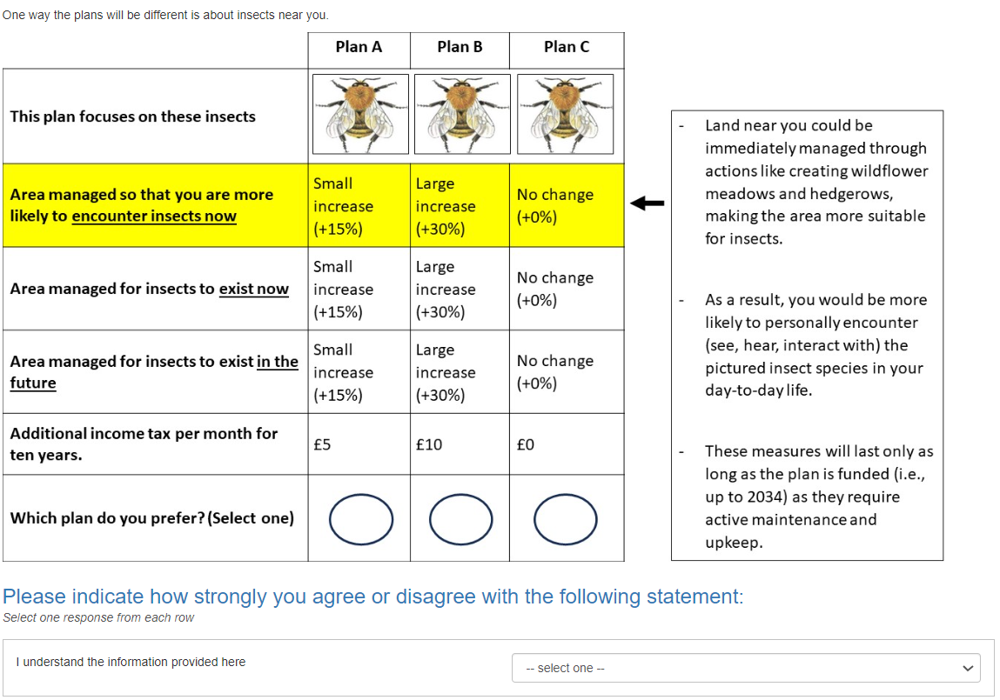 One way the plans will be different is about insects near you.
Plan A Plan B Plan C
This plan focuses on these insects
Area managed so that you are more
likely to encounter insects now
Small
increase
(+15%)
Large
increase
(+30%)
No change
(+0%)
Area managed for insects to exist now
Small
increase
(+15%)
Large
increase
(+30%)
No change
(+0%)
Area managed for insects to exist in the
future
Small
increase
(+15%)
Large
increase
(+30%)
No change
(+0%)
Additional income tax per month for
ten years.
£5
£10
£0
Which plan do you prefer? (Select one)
- Land near you could be
immediately managed through
actions like creating wildflower
meadows and hedgerows,
making the area more suitable
for insects.
- As a result, you would be more
likely to personally encounter
(see, hear, interact with) the
pictured insect species in your
day-to-day life.
- These measures will last only as
long as the plan is funded (i.e.,
up to 2034) as they require
active maintenance and
upkeep.
Please indicate how strongly you agree or disagree with the following statement:
Select one response from each row
I understand the information provided here
-- select one --